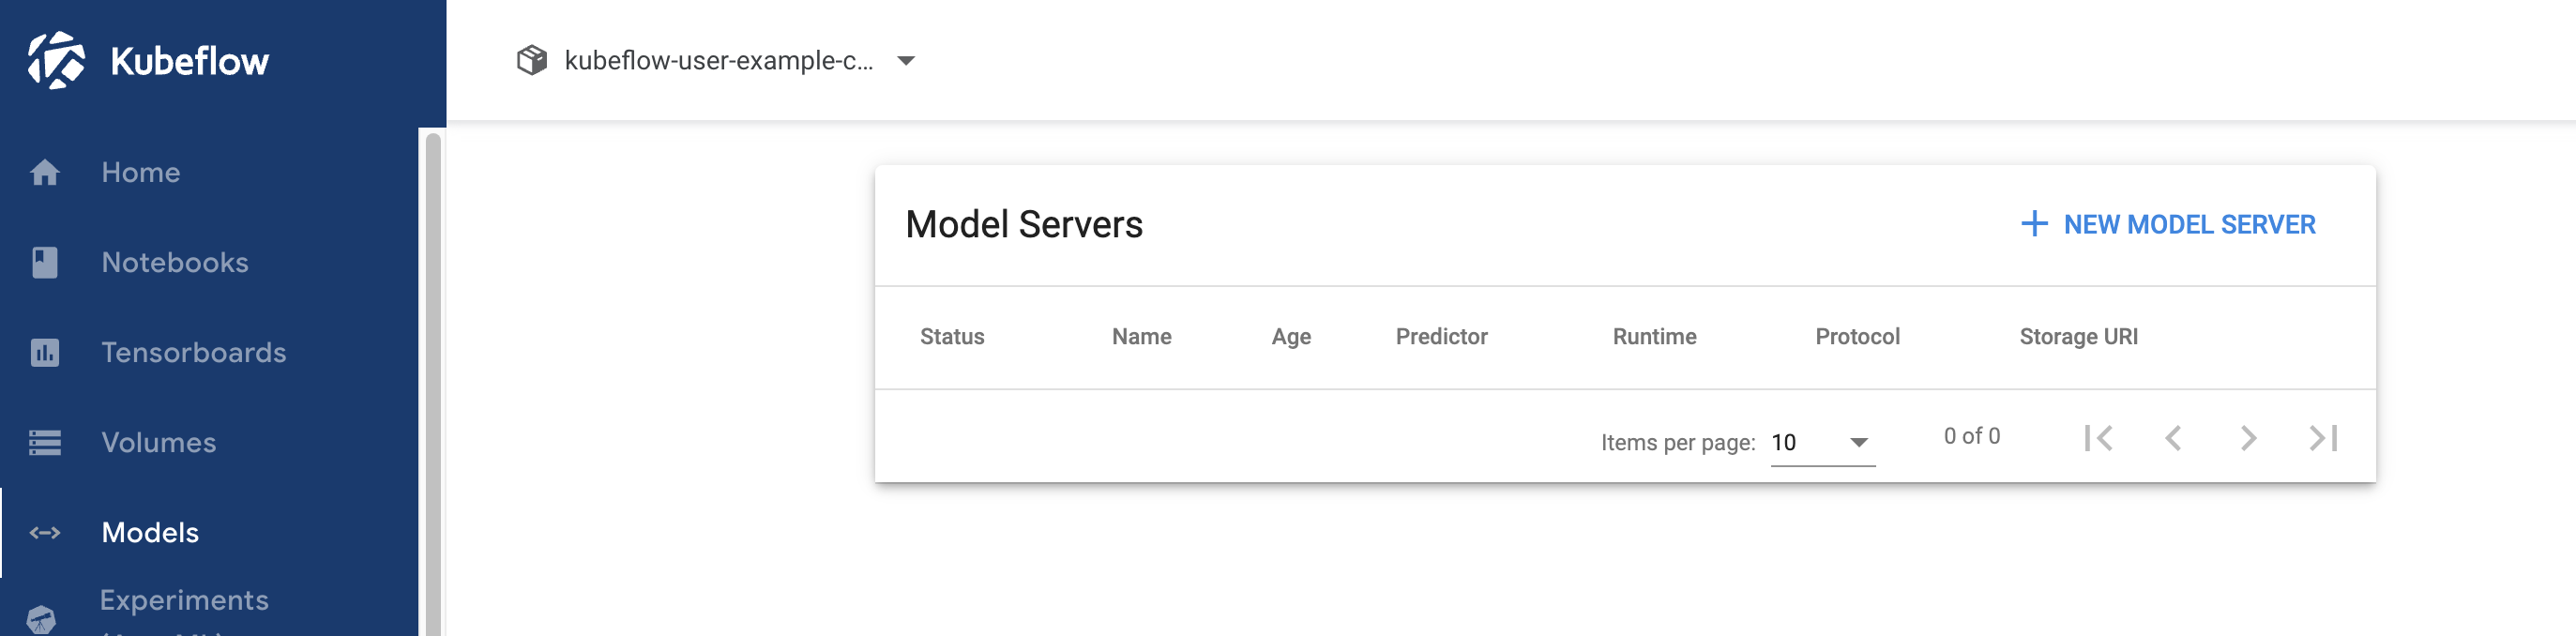 Kubeflow
kubeflow-user-example-c...
Home
Notebooks
Tensorboards
Volumes
Models
Experiments
Model Servers
NEW MODEL SERVER
Status Name Age Predictor Runtime Protocol Storage URI
Items per page: 10 0 of 0